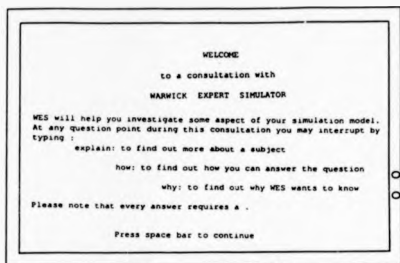 WELCOME
to a consultation with
WARWICK EXPERT SIMULATOR
WES will help you investigate some aspect of your simulation model.
At any question point during this consultation you may interrupt by
typing :
explain: to find out more about a subject
how: to find out how you can answer the question
why: to find out why WES wants to know
Please note that every answer requires a .
Press space bar to continue